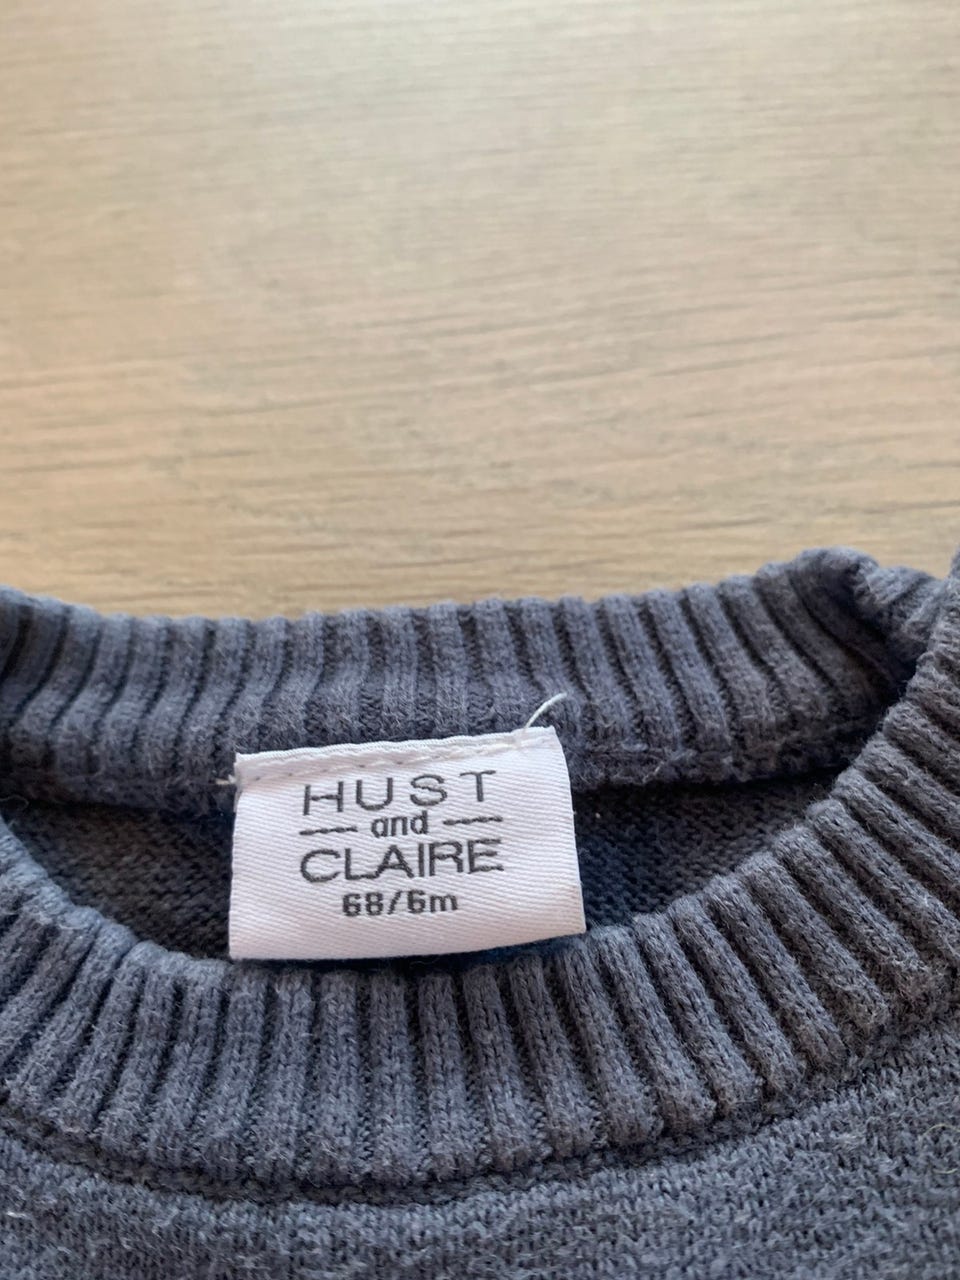 HUST
and
CLAIRE
68/6m